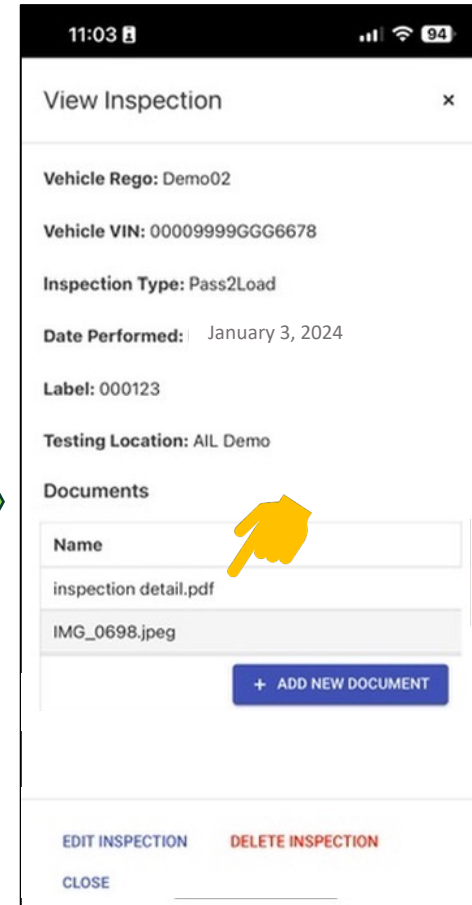 11:03
94
View Inspection ×
Vehicle Rego: Demo02
Vehicle VIN: 00009999GGG6678
Inspection Type: Pass2Load
Date Performed: January 3, 2024
Label: 000123
Testing Location: AIL Demo
Documents
Name
inspection detail.pdf
IMG_0698.jpeg
+ ADD NEW DOCUMENT
EDIT INSPECTION DELETE INSPECTION
CLOSE